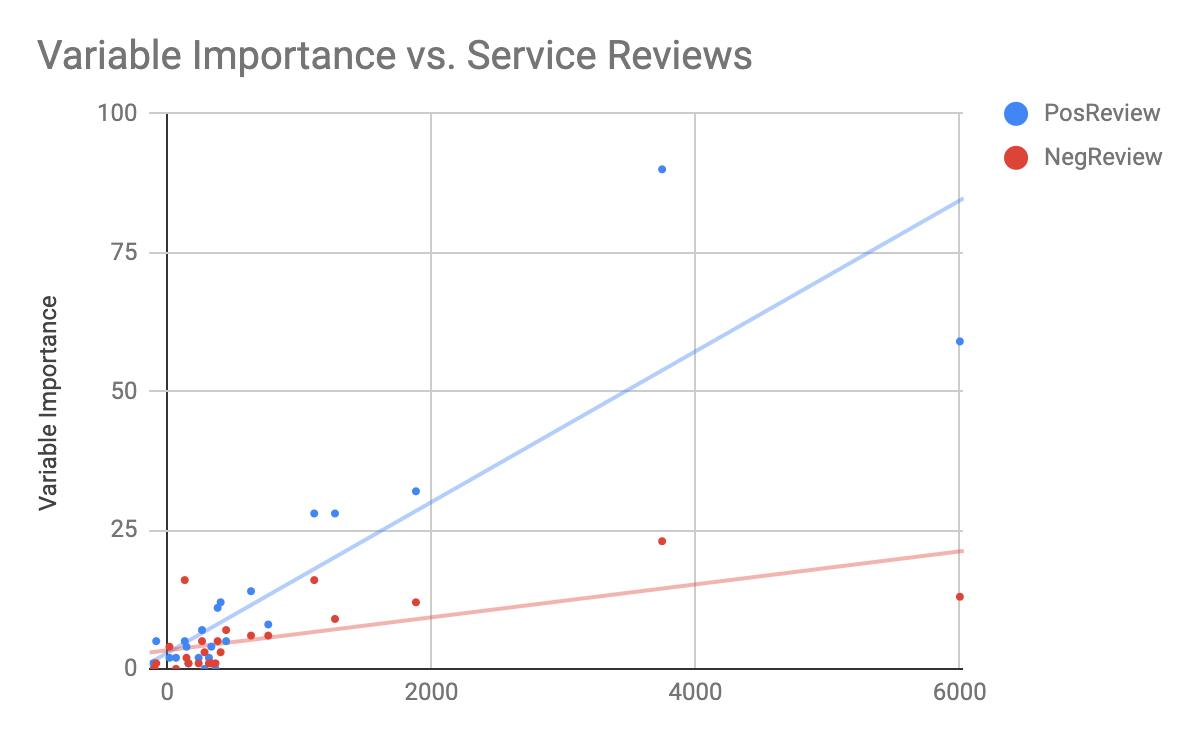 Variable Importance vs. Service Reviews
PosReview
NegReview
Variable Importance
100
75
50
25
0
0 2000 4000 6000